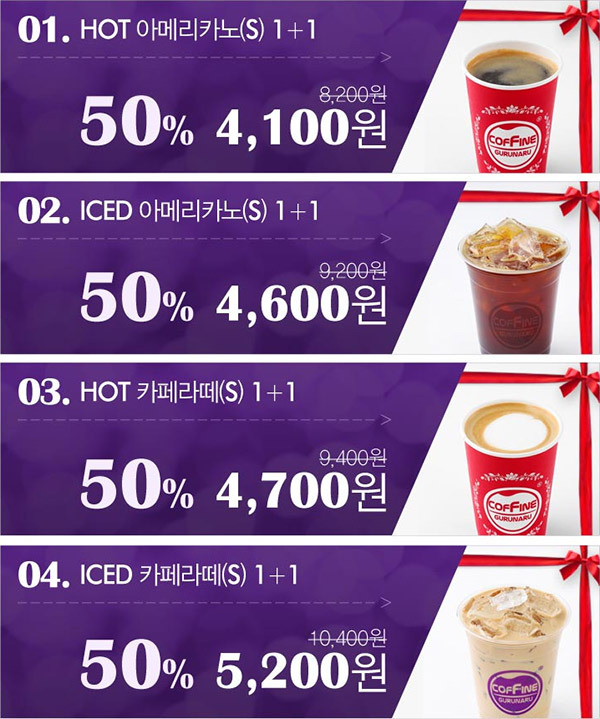 01. HOT 아메리카노(S) 1+1
8,200원
50% 4,100원
COFFINE
GURUNARU
02. ICED 아메리카노(S) 1+1
9,200원
50% 4,600원
COFFINE
GURUNARU
03. HOT 카페라떼(S) 1+1
9,400원
50% 4,700원
COFFINE
GURUNARU
04. ICED 카페라떼(S) 1+1
10,400원
50% 5,200원
COFFINE
GURUNARU